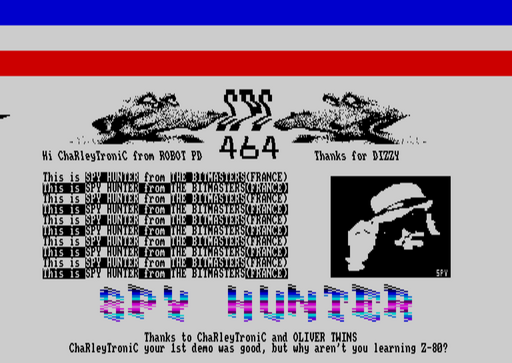 SPS
464
Hi ChaRleyTroniC from ROBOT PD
Thanks for DIZZY
This is SPY HUNTER from THE BITMASTERS(FRANCE)
This is SPY HUNTER from THE BITMASTERS(FRANCE)
This is SPY HUNTER from THE BITMASTERS(FRANCE)
This is SPY HUNTER from THE BITMASTERS(FRANCE)
This is SPY HUNTER from THE BITMASTERS(FRANCE)
This is SPY HUNTER from THE BITMASTERS(FRANCE)
This is SPY HUNTER from THE BITMASTERS(FRANCE)
This is SPY HUNTER from THE BITMASTERS(FRANCE)
This is SPY HUNTER from THE BITMASTERS(FRANCE)
This is SPY HUNTER from THE BITMASTERS(FRANCE)
SPY
SPY HUNTER
Thanks to ChaRleyTroniC and OLIVER TWINS
ChaRleyTroniC your 1st demo was good, but why aren't you learning Z-80?